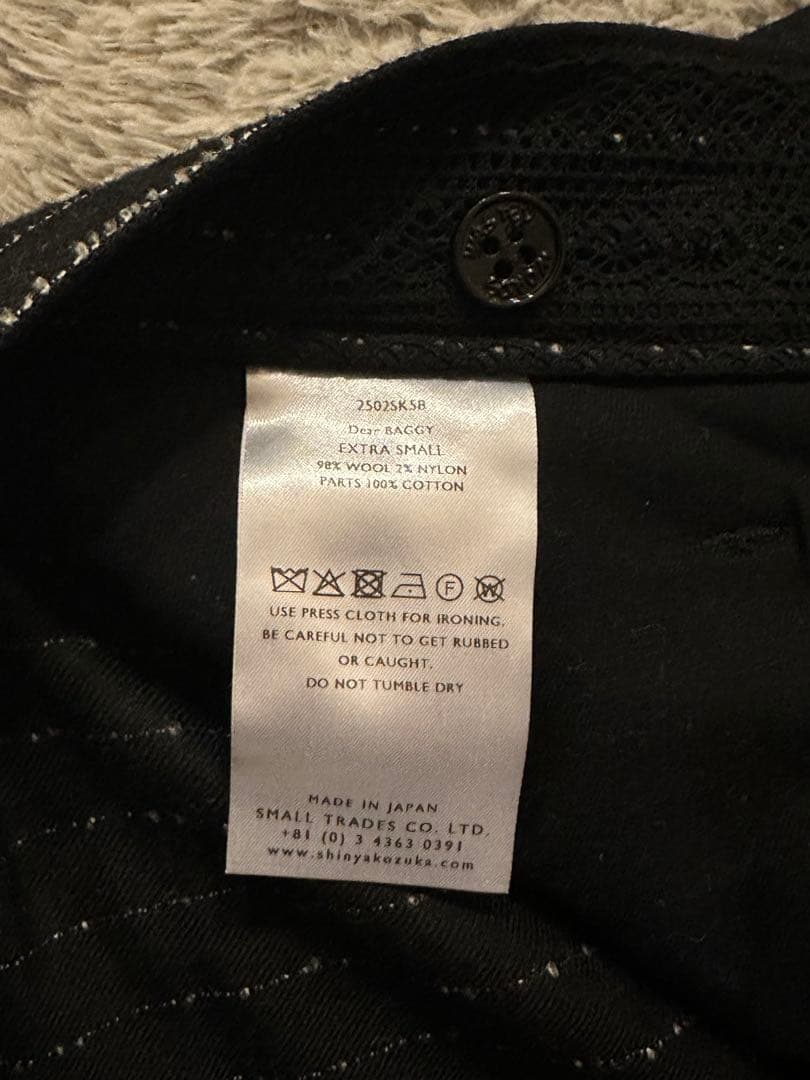 2502SK5B
Dear BAGGY
EXTRA SMALL
98% WOOL 2% NYLON
PARTS 100% COTTON
F W
USE PRESS CLOTH FOR IRONING.
BE CAREFUL NOT TO GET RUBBED
OR CAUGHT.
DO NOT TUMBLE DRY
MADE IN JAPAN
SMALL TRADES CO. LTD.
+81 (0) 3 4363 0391
www.shinyakozuka.com